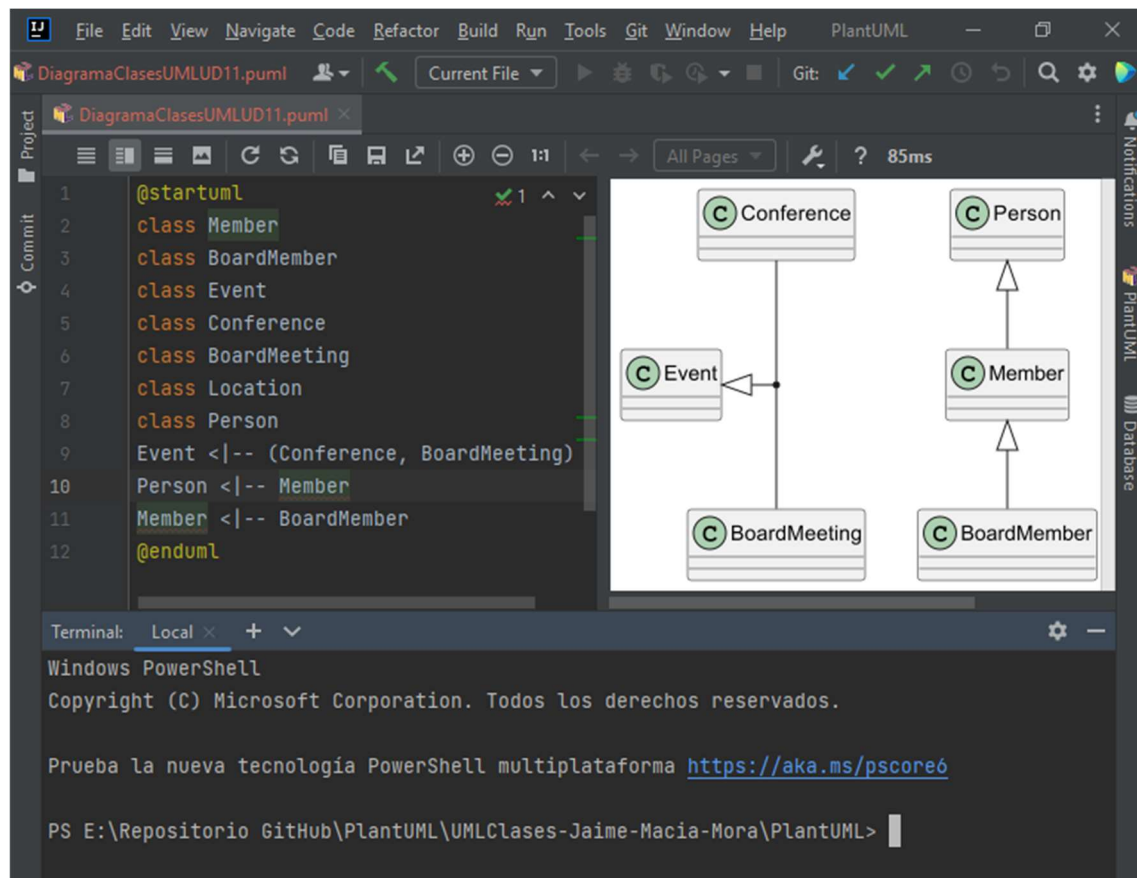 IJ File Edit View Navigate Code Refactor Build Run Tools Git Window Help PlantUML
DiagramaClasesUMLUD11.puml Current File Git:
DiagramaClasesUMLUD11.puml
All Pages ? 85ms
1:1
Project
Commit
Notifications
PlantUML
Database
1 @startuml
2 class Member
3 class BoardMember
4 class Event
5 class Conference
6 class BoardMeeting
7 class Location
8 class Person
9 Event <|-- (Conference, BoardMeeting)
10 Person <|-- Member
11 Member <|-- BoardMember
12 @enduml
1
C Conference
C Person
C Event
C Member
C BoardMeeting
C BoardMember
Terminal: Local
Windows PowerShell
Copyright (C) Microsoft Corporation. Todos los derechos reservados.
Prueba la nueva tecnología PowerShell multiplataforma https://aka.ms/pscore6
PS E:\Repositorio GitHub\PlantUML\UMLClases-Jaime-Macia-Mora\PlantUML>